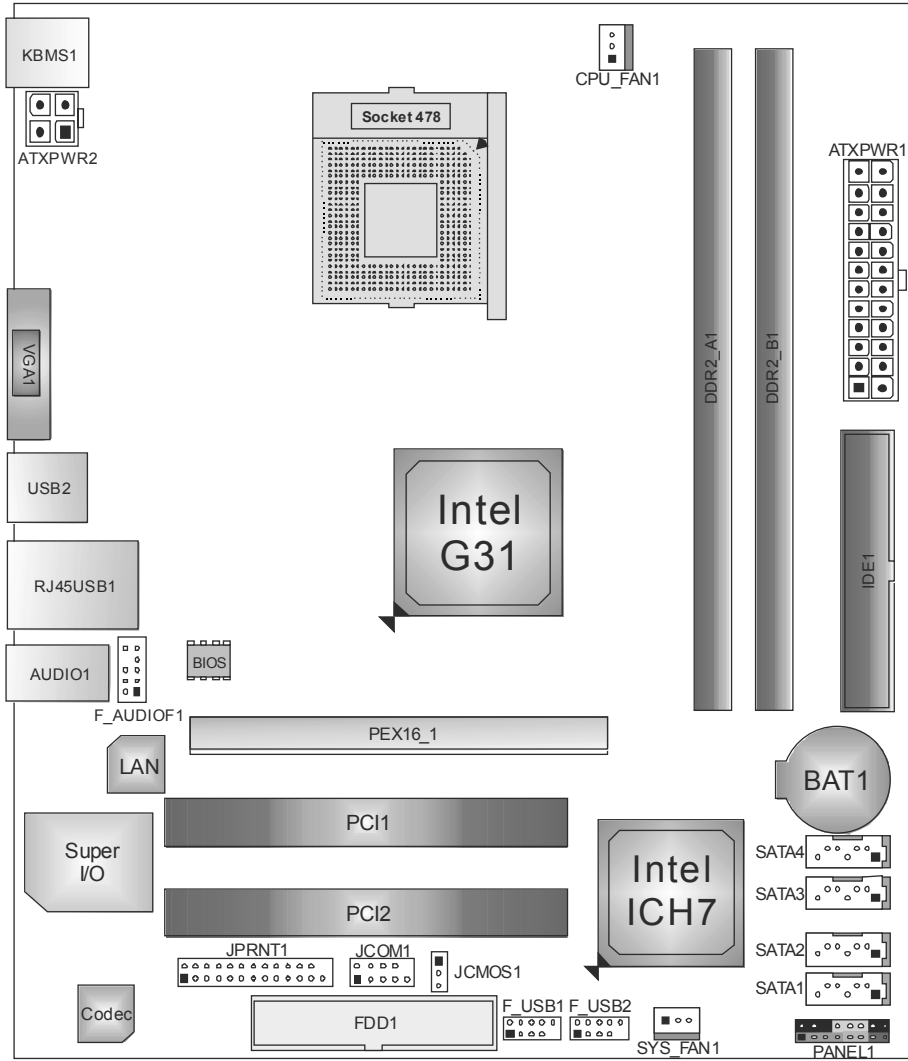 KBMS1
CPU_FAN1
Socket 478
ATXPWR2
ATXPWR1
VGA1
DDR2_A1
DDR2_B1
USB2
Intel
G31
IDE1
RJ45USB1
AUDIO1
BIOS
F_AUDIOF1
PEX16_1
LAN
BAT1
PCI1
Super
I/O
Intel
ICH7
SATA4
SATA3
PCI2
SATA2
JPRNT1
JCOM1
JCMOS1
SATA1
Codec
FDD1
F_USB1
F_USB2
SYS_FAN1
PANEL1